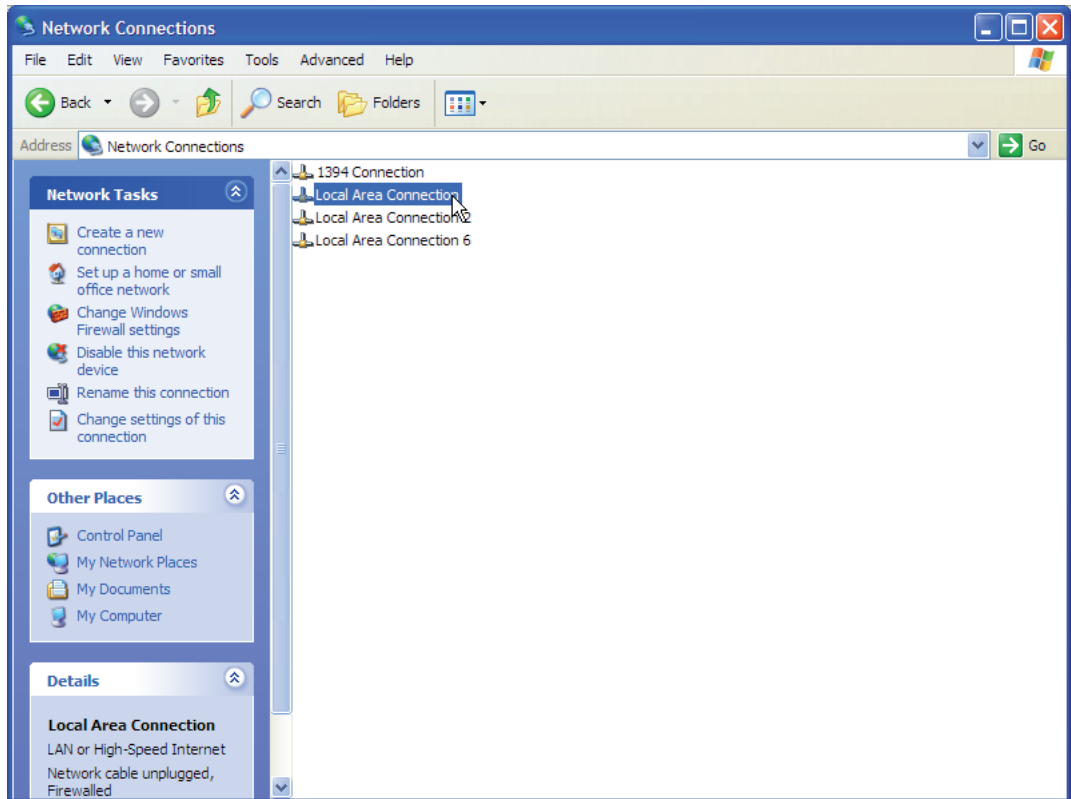 Network Connections
File Edit View Favorites Tools Advanced Help
Back Search Folders
Address Network Connections Go
Network Tasks
Create a new
connection
Set up a home or small
office network
Change Windows
Firewall settings
Disable this network
device
Rename this connection
Change settings of this
connection
Other Places
Control Panel
My Network Places
My Documents
My Computer
Details
Local Area Connection
LAN or High-Speed Internet
Network cable unplugged,
Firewalled
1394 Connection
Local Area Connection
Local Area Connection 2
Local Area Connection 6